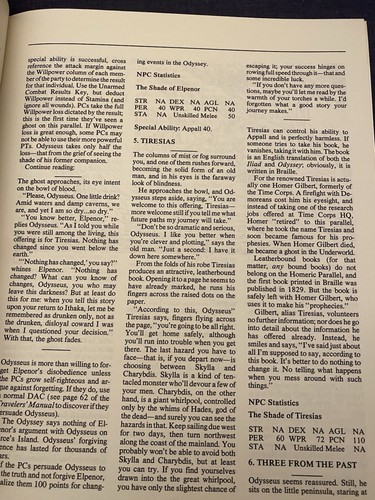 special ability is successful, cross
reference the attack margin against
the Willpower column of each mem-
ber of the party to determine the result
for that individual. Use the Unarmed
Combat Results Key, but deduct
Willpower instead of Stamina (and
ignore all wounds). PCs take the full
Willpower pretended by the result;
this is the first time they've seen a
ghost on this parallel. If Willpower
loss is great enough, some PCs may
not be able to use their more powerful
PTs. Odysseus takes only half the
loss—that from the grief of seeing the
shade of his former companion.
Continue reading:
The ghost approaches, its eye intent
on the bowl of blood.
"Please, Odysseus. One little drink!
Amid waters and damp caverns, we
are, and yet I am so dry...so dry."
"You know better, Elpenor," re-
plies Odysseus. "As I told you while
you were still among the living, this
offering is for Tiresias. Nothing has
changed since you were below the
earth."
"Nothing has changed,' you say?"
whines Elpenor. "Nothing has
changed? What can you know of
changes, Odysseus, you who may
leave this darkness? But at least do
this for me: when you tell this story
upon your return to Ithaka, let me be
remembered as drunken only, not as
the drunken, disloyal coward I was
when I questioned your decision."
With that, the ghost fades.
Odysseus is more than willing to for-
get Elpenor's disobedience unless
the PCs grow self-righteous and ar-
gue against forgetting. If they do, use
normal DAC (see page 62 of the
Travelers' Manual to discover if they
persuade Odysseus).
The Odyssey says nothing of El-
nor's argument with Odysseus on
rce's Island. Odysseus' forgiving
ence has lasted for thousands of
ars.
If the PCs persuade Odysseus to
the truth and not forgive Elpenor,
alize them 100 points for chang-
ing events in the Odyssey.
NPC Statistics
The Shade of Elpenor
STR NA DEX NA AGL NA
PER 40 WPR 40 PCN 40
STA NA Unskilled Melee 50
Special Ability: Appall 40.
5. TIRESIAS
The columns of mist or fog surround
you, and one of them rushes forward,
becoming the solid form of an old
man, and in his eyes is the faraway
look of blindness.
He approaches the bowl, and Od-
ysseus steps aside, saying, "You are
welcome to this offering, Tiresias—
more welcome still if you tell me what
future paths my journey will take."
"Don't be so dramatic and serious,
Odysseus. I like you better when
you're clever and plotting," says the
old man. "Just a second: I have it
down here somewhere."
From the folds of his robe Tiresias
produces an attractive, leatherbound
book. Opening it to a page he seems to
have already marked, he runs his
fingers across the raised dots on the
paper.
"According to this, Odysseus"
Tiresias says, fingers flying across
the page, "you're going to be all right.
You'll get home safely, although
you'll run into trouble when you get
there. The last hazard you have to
face—that is, if you depart now—is
choosing between Skylla and
Charybdis. Skylla is a kind of ten-
tacled monster who'll devour a few of
your men. Charybdis, on the other
hand, is a giant whirlpool, controlled
only by the whims of Hades, god of
the dead—and surely you can see the
hazards in that. Keep sailing due west
for two days, then turn northwest
along the coast of the mainland. You
probably won't be able to avoid both
Skylla and Charybdis, but at least
you can try. If you find yourselves
drawn into the great whirlpool,
you have only the slightest chance of
escaping it; your success hinges on
rowing full speed through it—that and
some incredible luck.
"If you don't have any more ques-
tions, maybe you'll let me read by the
warmth of your torches a while. I'd
forgotten what a good story your
journey makes."
Tiresias can control his ability to
Appall and is perfectly harmless. If
someone tries to take his book, he
vanishes, taking it with him. The book
is an English translation of both the
Iliad and Odyssey; obviously, it is
written in Braille.
For the renowned Tiresias is actu-
ally one Homer Gilbert, formerly of
the Time Corps. A firefight with De-
moreans cost him his eyesight, and
instead of taking one of the research
jobs offered at Time Corps HQ,
Homer "retired" to this parallel,
where he took the name Tiresias and
soon became famous for his pro-
phesies. When Homer Gilbert died,
he became a ghost in the Underworld.
Leatherbound books (for that
matter, any bound books) do not
belong on the Homeric Parallel, and
the first book printed in Braille was
published in 1829. But the book is
safely left with Homer Gilbert, who
uses it to make his "prophecies."
Gilbert, alias Tiresias, volunteers
no further information; nor does he go
into detail about the information he
has offered already. Instead, he
smiles and says, "I've said just about
all I'm supposed to say, according to
this book. It's better to do nothing to
change it. No telling what happens
when you mess around with such
things."
NPC Statistics
The Shade of Tiresias
STR NA DEX NA AGL NA
PER 60 WPR 72 PCN 110
STA NA Unskilled Melee NA
6. THREE FROM THE PAST
Odysseus seems reassured. Still, he
sits on the little peninsula, staring at